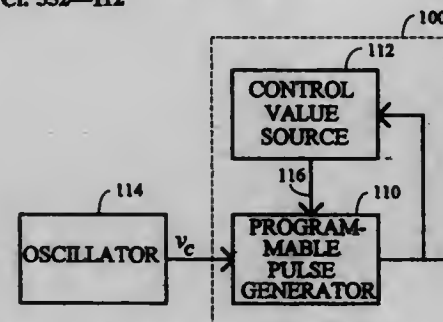 Cl. 332—112
100
112
CONTROL
VALUE
SOURCE
116
110
114
OSCILLATOR
v_c
PROGRAM-
MABLE
PULSE
GENERATOR